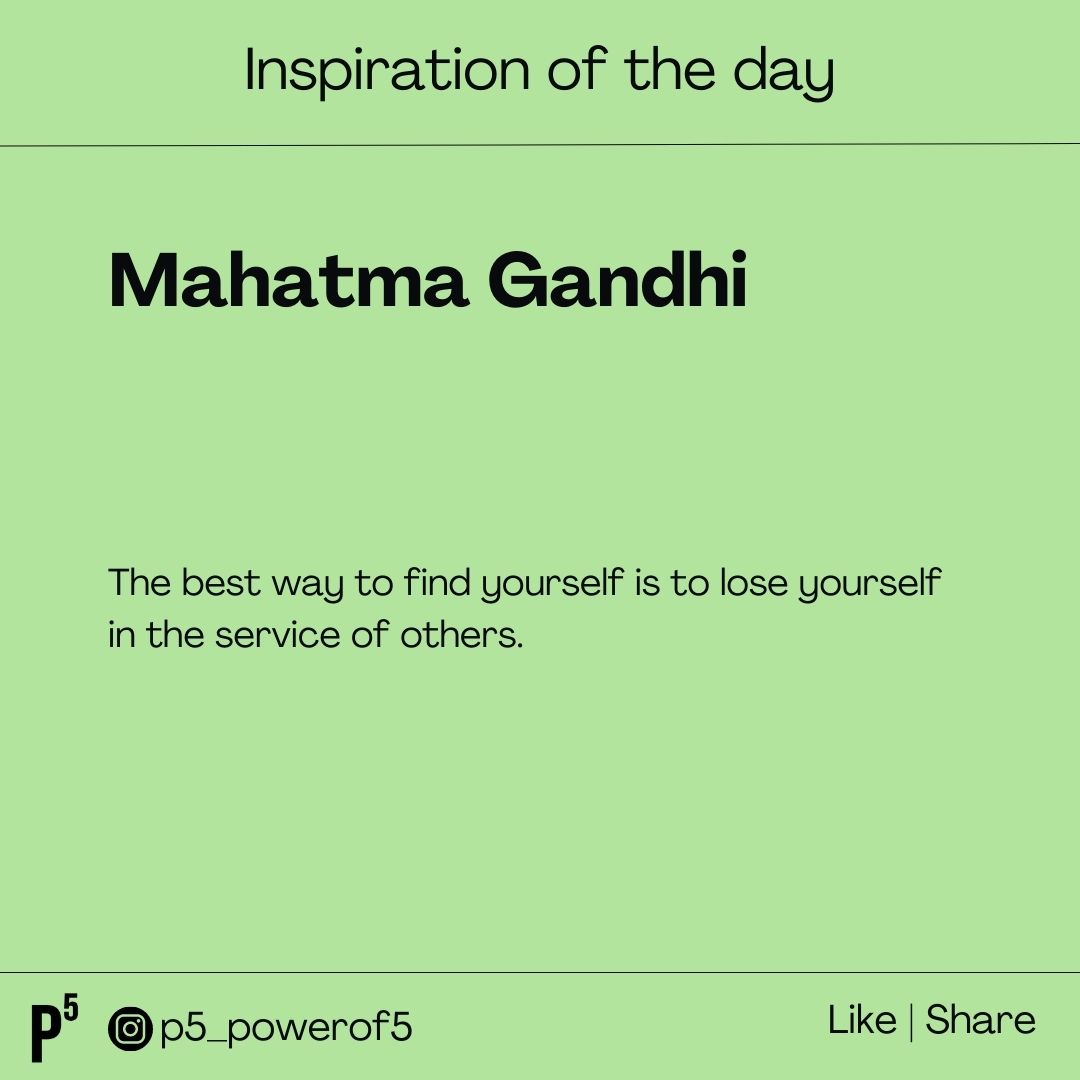 Inspiration of the day
Mahatma Gandhi
The best way to find yourself is to lose yourself
in the service of others.
P5 p5_powerof5
Like | Share